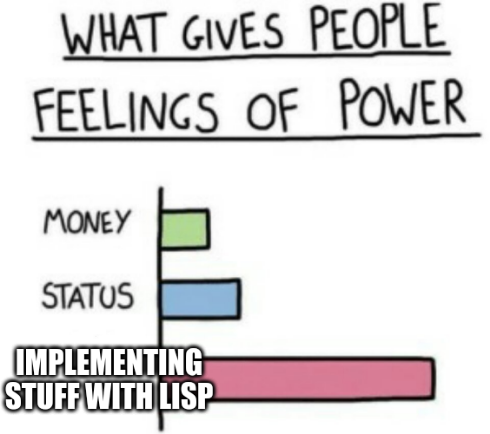 WHAT GIVES PEOPLE
FEELINGS OF POWER
MONEY
STATUS
IMPLEMENTING
STUFF WITH LISP